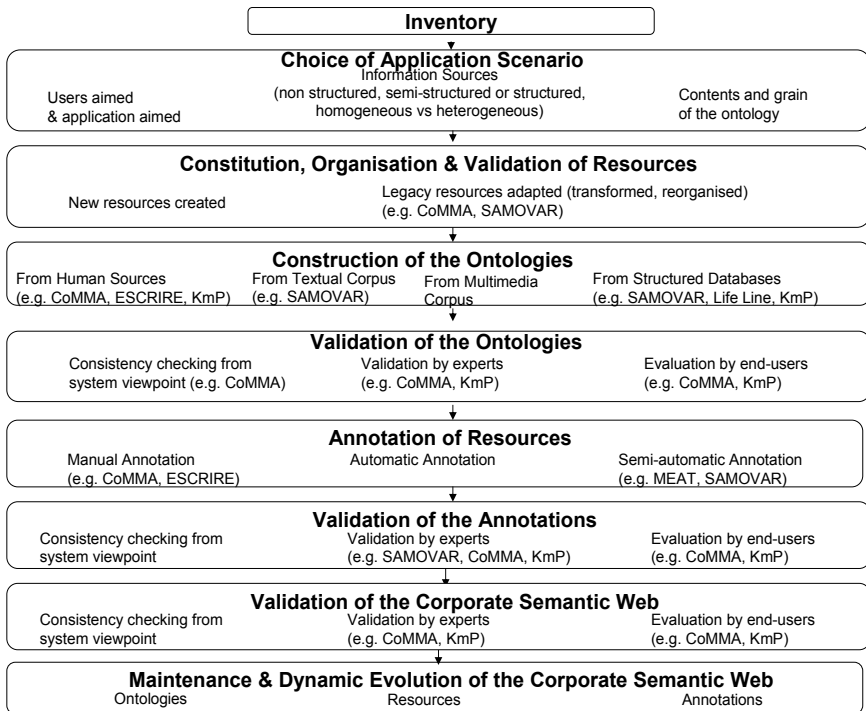 Inventory
Choice of Application Scenario
Information Sources
(non structured, semi-structured or structured,
homogeneous vs heterogeneous)
Users aimed
& application aimed
Contents and grain
of the ontology
Constitution, Organisation & Validation of Resources
New resources created
Legacy resources adapted (transformed, reorganised)
(e.g. CoMMA, SAMOVAR)
Construction of the Ontologies
From Human Sources
(e.g. CoMMA, ESCRIRE, KmP)
From Textual Corpus
(e.g. SAMOVAR)
From Multimedia
Corpus
From Structured Databases
(e.g. SAMOVAR, Life Line, KmP)
Validation of the Ontologies
Consistency checking from
system viewpoint (e.g. CoMMA)
Validation by experts
(e.g. CoMMA, KmP)
Evaluation by end-users
(e.g. CoMMA, KmP)
Annotation of Resources
Manual Annotation
(e.g. CoMMA, ESCRIRE)
Automatic Annotation
Semi-automatic Annotation
(e.g. MEAT, SAMOVAR)
Validation of the Annotations
Consistency checking from
system viewpoint
Validation by experts
(e.g. SAMOVAR, CoMMA, KmP)
Evaluation by end-users
(e.g. CoMMA, KmP)
Validation of the Corporate Semantic Web
Consistency checking from
system viewpoint
Validation by experts
(e.g. CoMMA, KmP)
Evaluation by end-users
(e.g. CoMMA, KmP)
Maintenance & Dynamic Evolution of the Corporate Semantic Web
Ontologies
Resources
Annotations